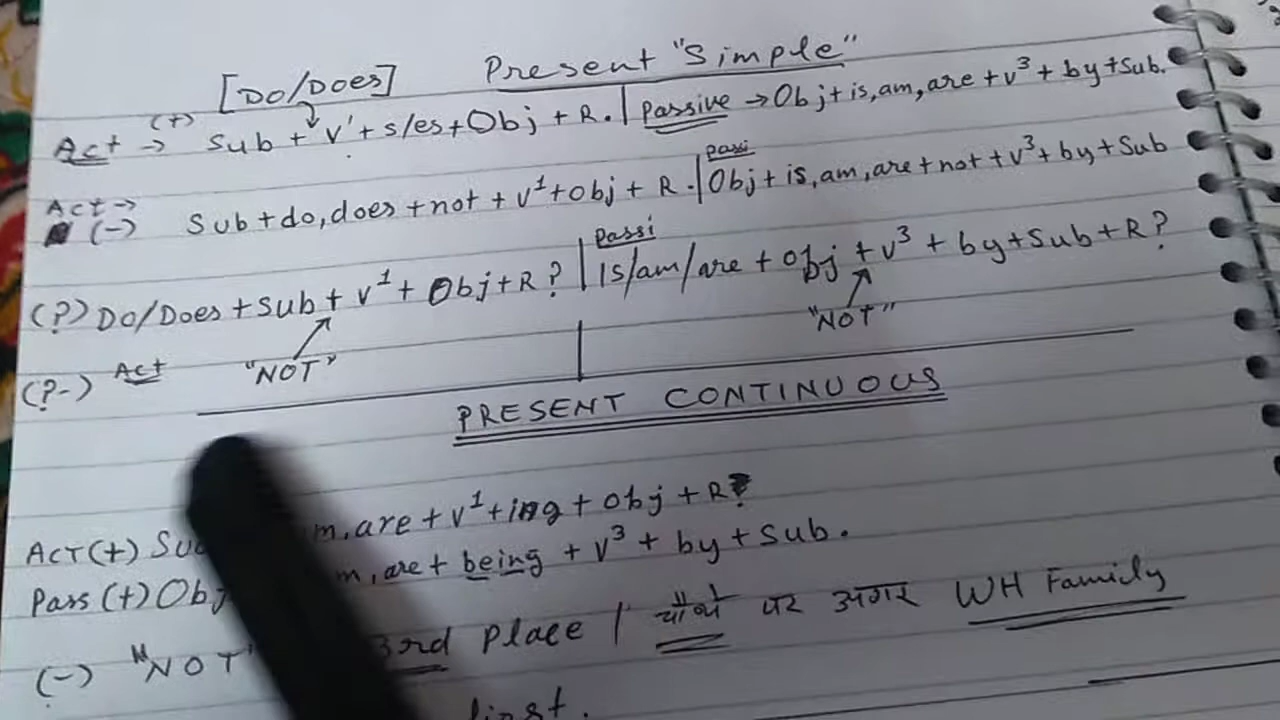 Present "Simple"
[DO/DOES]
Act (+) → Sub + V¹ + s/es + Obj + R. | Passive → Obj + is, am, are + V³ + by + Sub.
Act → (-) Sub + do, does + not + V¹ + Obj + R. | Passi Obj + is, am, are + not + V³ + by + Sub
(?) Do/Does + Sub + V¹ + Obj + R? | Passi Is/am/are + Obj + V³ + by + Sub + R?
(?-) Act "NOT" "NOT"
PRESENT CONTINUOUS
ACT (+) m, are + V¹ + ing + Obj + R
Pass (+) Obj m, are + being + V³ + by + Sub.
(-) "NOT" 3rd Place | पर अगर WH Family
first.